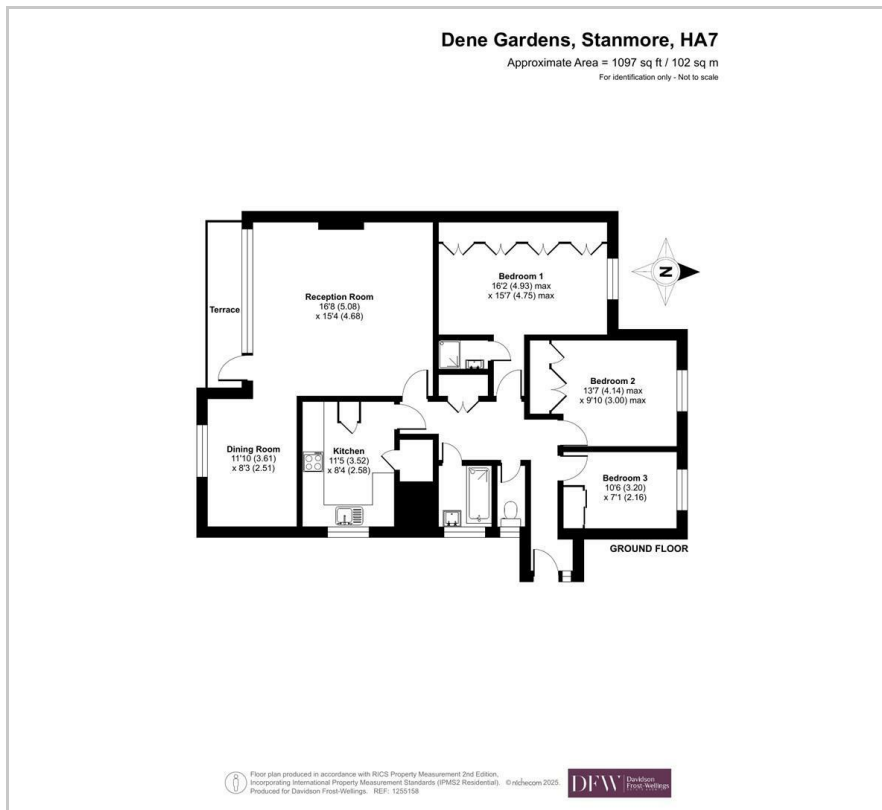 Dene Gardens, Stanmore, HA7
Approximate Area = 1097 sq ft / 102 sq m
For identification only - Not to scale
Terrace
Reception Room
16'8 (5.08)
x 15'4 (4.68)
Bedroom 1
16'2 (4.93) max
x 15'7 (4.75) max
N
Bedroom 2
13'7 (4.14) max
x 9'10 (3.00) max
Dining Room
11'10 (3.61)
x 8'3 (2.51)
Kitchen
11'5 (3.52)
x 8'4 (2.58)
Bedroom 3
10'6 (3.20)
x 7'1 (2.16)
GROUND FLOOR
Floor plan produced in accordance with RICS Property Measurement 2nd Edition,
Incorporating International Property Measurement Standards (IPMS2 Residential). ©nichecom 2025.
Produced for Davidson Frost-Wellings. REF: 1255158
DFW
Davidson
Frost-Wellings